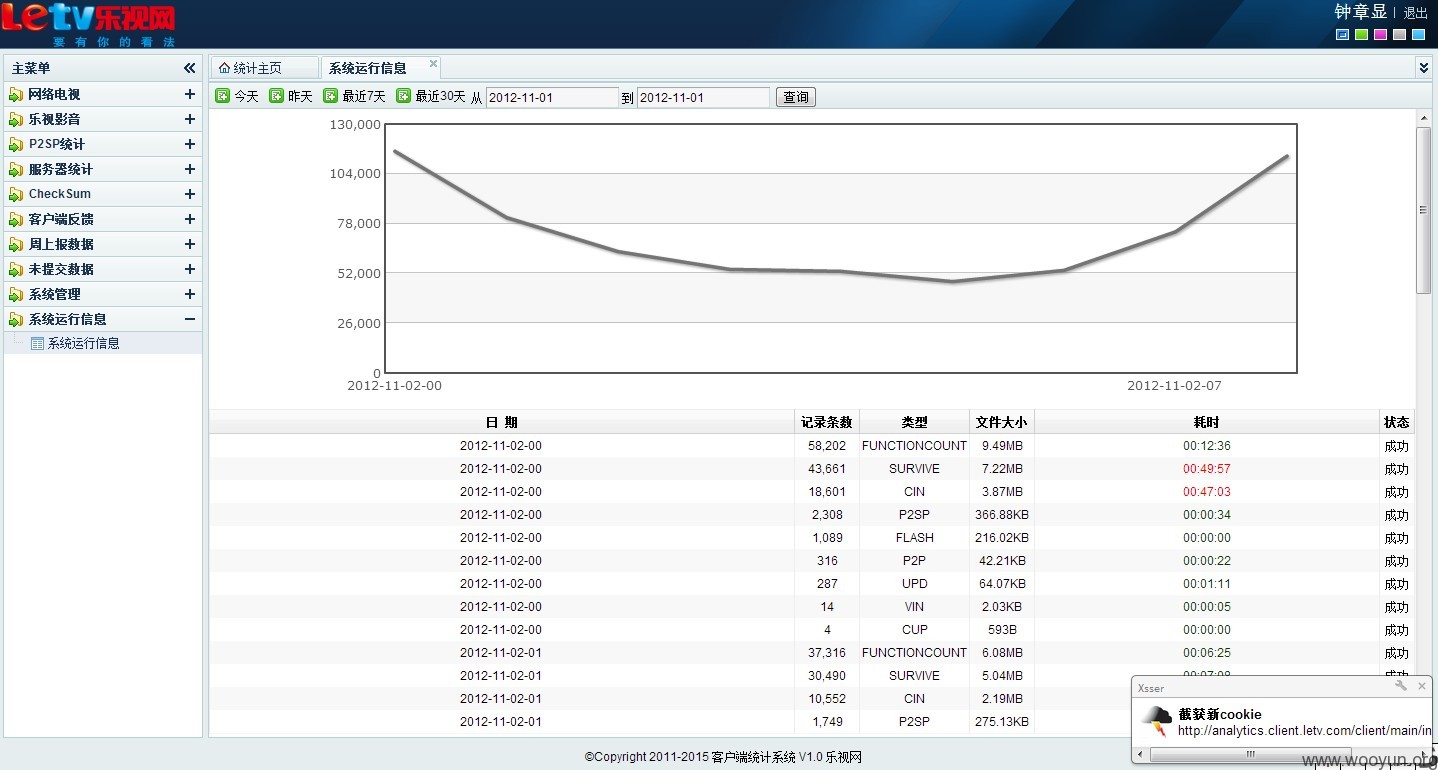 Letv乐视网
要有你的看法
钟章显 | 退出
主菜单
网络电视
乐视影音
P2SP统计
服务器统计
CheckSum
客户端反馈
周上报数据
未提交数据
系统管理
系统运行信息
系统运行信息
统计主页 系统运行信息
今天 昨天 最近7天 最近30天 从 2012-11-01 到 2012-11-01 查询
130,000
104,000
78,000
52,000
26,000
0
2012-11-02-00 2012-11-02-07
日 期 记录条数 类型 文件大小 耗时 状态
2012-11-02-00 58,202 FUNCTIONCOUNT 9.49MB 00:12:36 成功
2012-11-02-00 43,661 SURVIVE 7.22MB 00:49:57 成功
2012-11-02-00 18,601 CIN 3.87MB 00:47:03 成功
2012-11-02-00 2,308 P2SP 366.88KB 00:00:34 成功
2012-11-02-00 1,089 FLASH 216.02KB 00:00:00 成功
2012-11-02-00 316 P2P 42.21KB 00:00:22 成功
2012-11-02-00 287 UPD 64.07KB 00:01:11 成功
2012-11-02-00 14 VIN 2.03KB 00:00:05 成功
2012-11-02-00 4 CUP 593B 00:00:00 成功
2012-11-02-01 37,316 FUNCTIONCOUNT 6.08MB 00:06:25 成功
2012-11-02-01 30,490 SURVIVE 5.04MB
2012-11-02-01 10,552 CIN 2.19MB
2012-11-02-01 1,749 P2SP 275.13KB
Xsser
截获新cookie
http://analytics.client.letv.com/client/main/in
©Copyright 2011-2015 客户端统计系统 V1.0 乐视网
www.wooyun.org